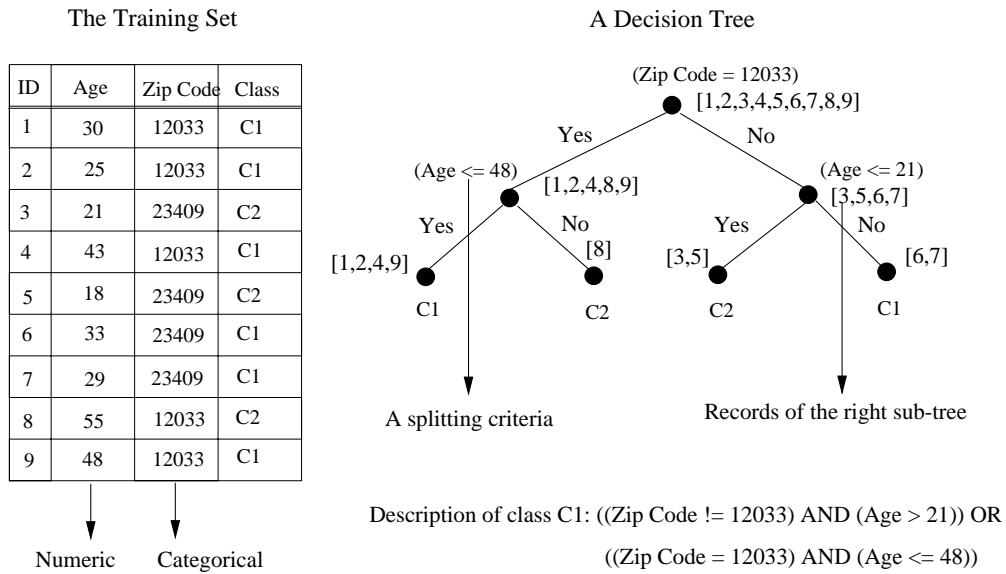 The Training Set
ID Age Zip Code Class
1 30 12033 C1
2 25 12033 C1
3 21 23409 C2
4 43 12033 C1
5 18 23409 C2
6 33 23409 C1
7 29 23409 C1
8 55 12033 C2
9 48 12033 C1
Numeric Categorical
A Decision Tree
(Zip Code = 12033)
[1,2,3,4,5,6,7,8,9]
Yes No
(Age <= 48) [1,2,4,8,9]
(Age <= 21)
[3,5,6,7]
Yes No Yes No
[1,2,4,9] [8] [3,5] [6,7]
C1 C2 C2 C1
A splitting criteria
Records of the right sub-tree
Description of class C1: ((Zip Code != 12033) AND (Age > 21)) OR
((Zip Code = 12033) AND (Age <= 48))